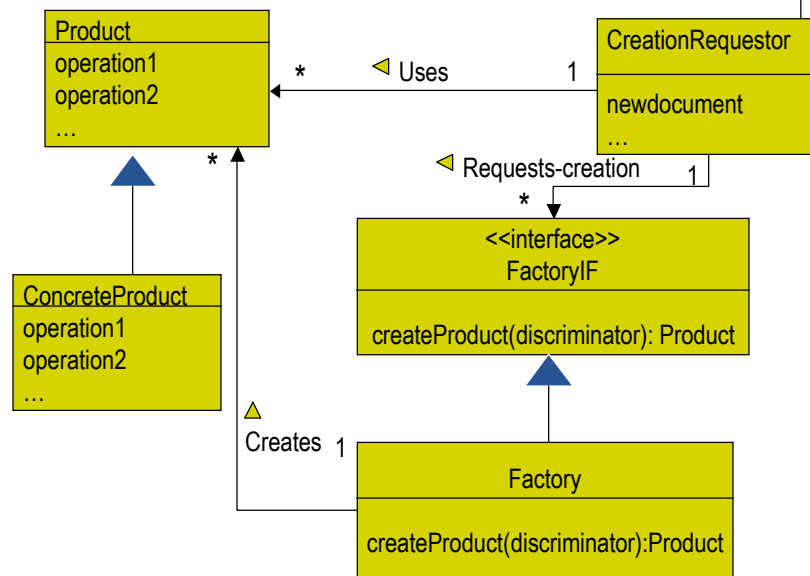 Product
operation1
operation2
…
* Uses 1
CreationRequestor
newdocument
…
*
Requests-creation 1
*
<<interface>>
FactoryIF
createProduct(discriminator): Product
ConcreteProduct
operation1
operation2
…
Creates 1
Factory
createProduct(discriminator):Product